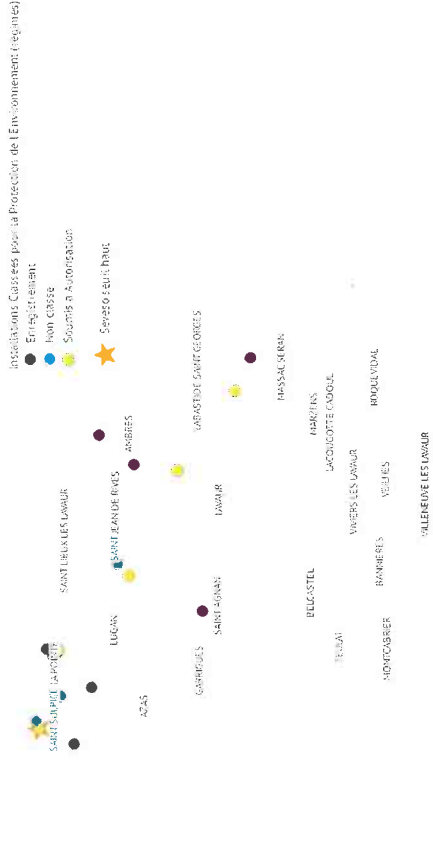 Installations Classées pour la Protection de l Environnement (régimes)
Enregistrement
Non classé
Soumis à Autorisation
Seveso seuil haut
SAINT SULPICE LA POINTE
SAINT LIEUX LES LAVAUR
LUGAN
SAINT JEAN DE RIVES
AMBRES
AZAS
GARRIGUES
SAINT AGNAN
LAVAUR
LABASTIDE SAINT GEORGES
MASSAC SERAN
BELCASTEL
MARZENS
LACOUGOTTE CADOUL
VIVIERS LES LAVAUR
ROQUEVIDAL
MONTCABRIER
BANNIERES
VEILHES
VILLENEUVE LES LAVAUR